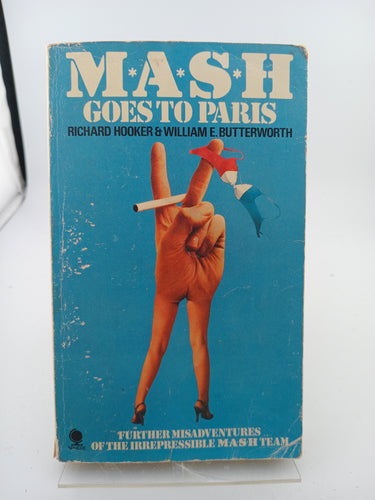 M*A*S*H
GOES TO PARIS
RICHARD HOOKER & WILLIAM E. BUTTERWORTH
FURTHER MISADVENTURES
OF THE IRREPRESSIBLE M*A*S*H TEAM